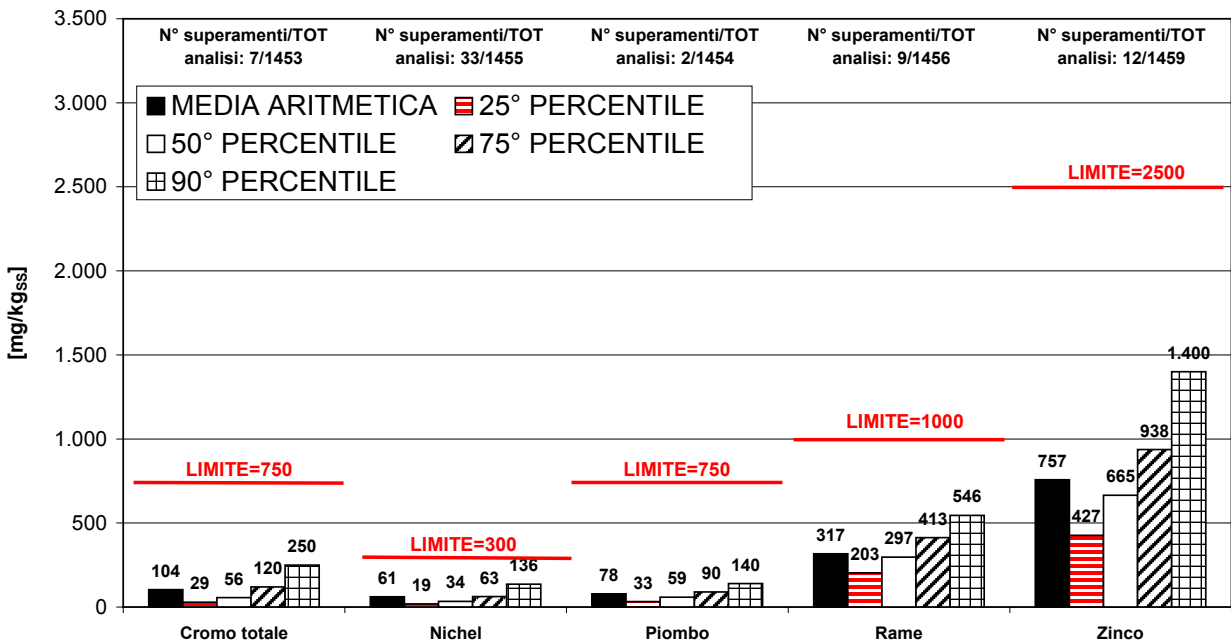 3.500
3.000
2.500
2.000
1.500
1.000
500
0
[mg/kgSS]
N° superamenti/TOT
analisi: 7/1453
N° superamenti/TOT
analisi: 33/1455
N° superamenti/TOT
analisi: 2/1454
N° superamenti/TOT
analisi: 9/1456
N° superamenti/TOT
analisi: 12/1459
MEDIA ARITMETICA
25° PERCENTILE
50° PERCENTILE
75° PERCENTILE
90° PERCENTILE
LIMITE=750
LIMITE=300
LIMITE=750
LIMITE=1000
LIMITE=2500
104
29
56
120
250
61
19
34
63
136
78
33
59
90
140
317
203
297
413
546
757
427
665
938
1.400
Cromo totale
Nichel
Piombo
Rame
Zinco